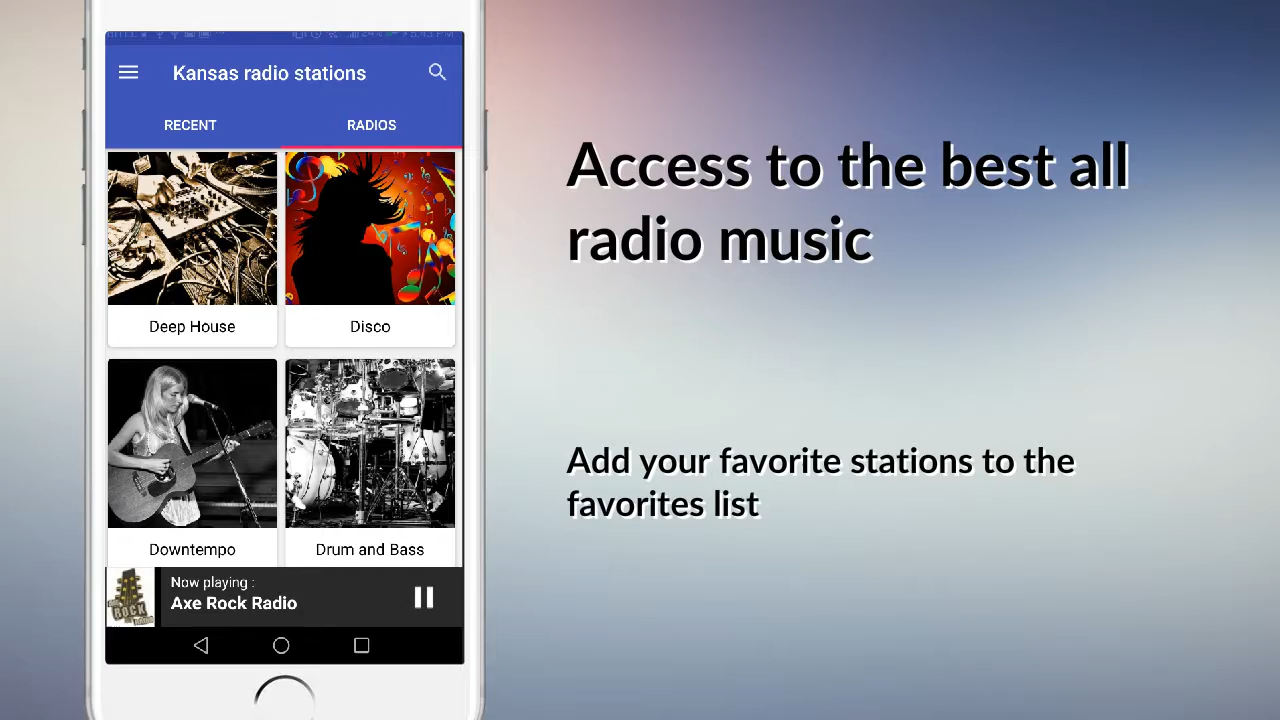 Kansas radio stations
RECENT
RADIOS
Deep House
Disco
Downtempo
Drum and Bass
Now playing :
Axe Rock Radio
ROCK
Access to the best all
radio music
Add your favorite stations to the
favorites list